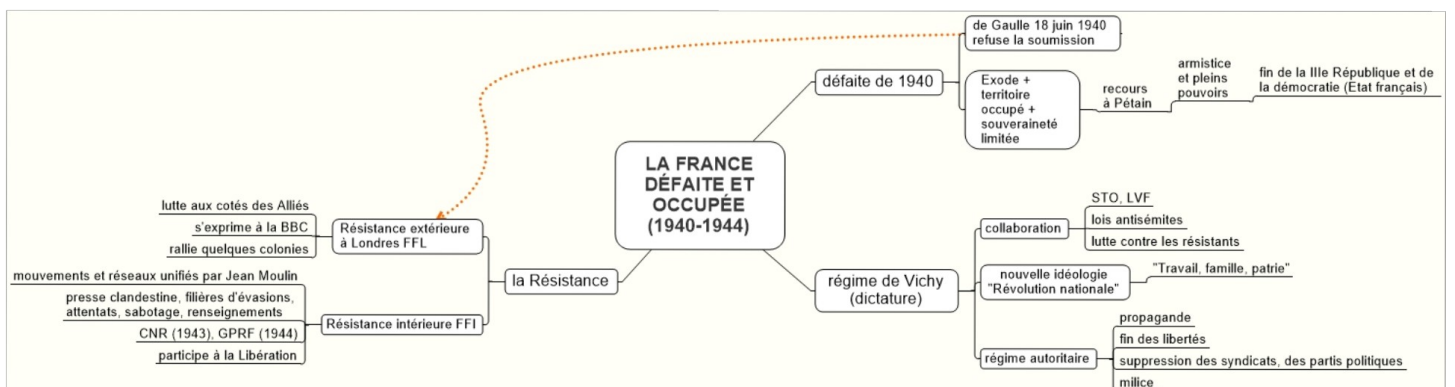 LA FRANCE
DÉFAITE ET
OCCUPÉE
(1940-1944)
défaite de 1940
de Gaulle 18 juin 1940
refuse la soumission
Exode +
territoire
occupé +
souveraineté
limitée
recours
à Pétain
armistice
et pleins
pouvoirs
fin de la IIIe République et de
la démocratie (Etat français)
régime de Vichy
(dictature)
collaboration
STO, LVF
lois antisémites
lutte contre les résistants
nouvelle idéologie
"Révolution nationale"
"Travail, famille, patrie"
régime autoritaire
propagande
fin des libertés
suppression des syndicats, des partis politiques
milice
la Résistance
Résistance extérieure
à Londres FFL
lutte aux cotés des Alliés
s'exprime à la BBC
rallie quelques colonies
Résistance intérieure FFI
mouvements et réseaux unifiés par Jean Moulin
presse clandestine, filières d'évasions,
attentats, sabotage, renseignements
CNR (1943), GPRF (1944)
participe à la Libération